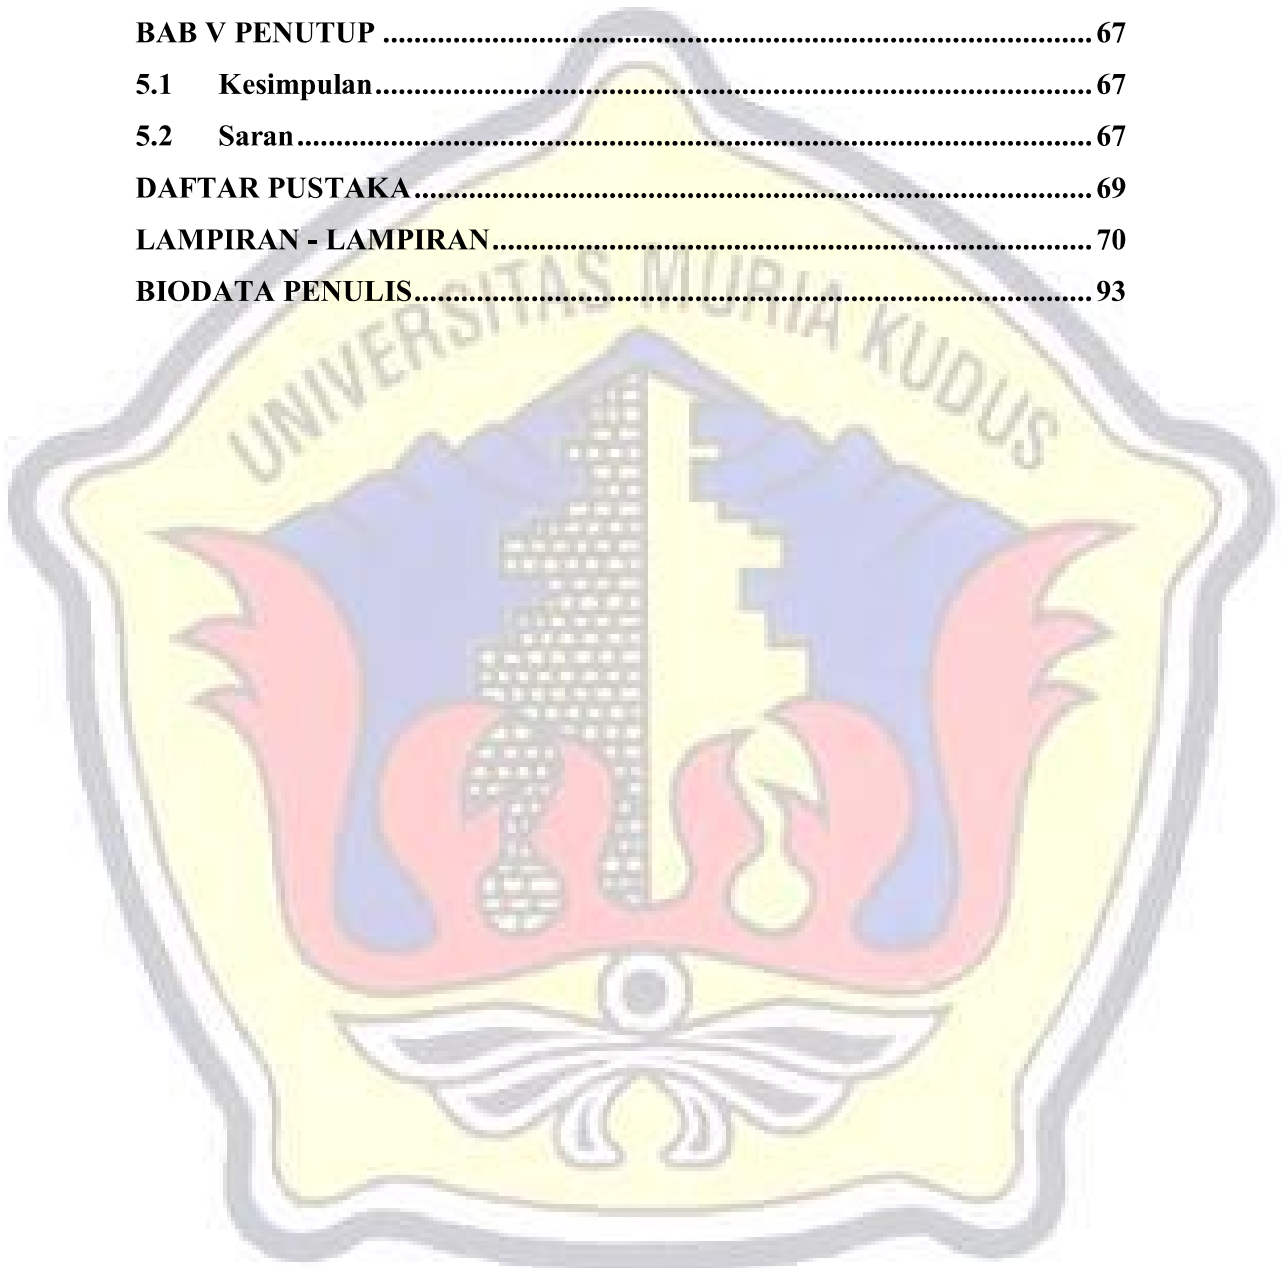 BAB V PENUTUP ............................................................................................ 67
5.1 Kesimpulan............................................................................................. 67
5.2 Saran....................................................................................................... 67
DAFTAR PUSTAKA........................................................................................ 69
LAMPIRAN - LAMPIRAN.............................................................................. 70
BIODATA PENULIS........................................................................................ 93
UNIVERSITAS MURIA KUDUS